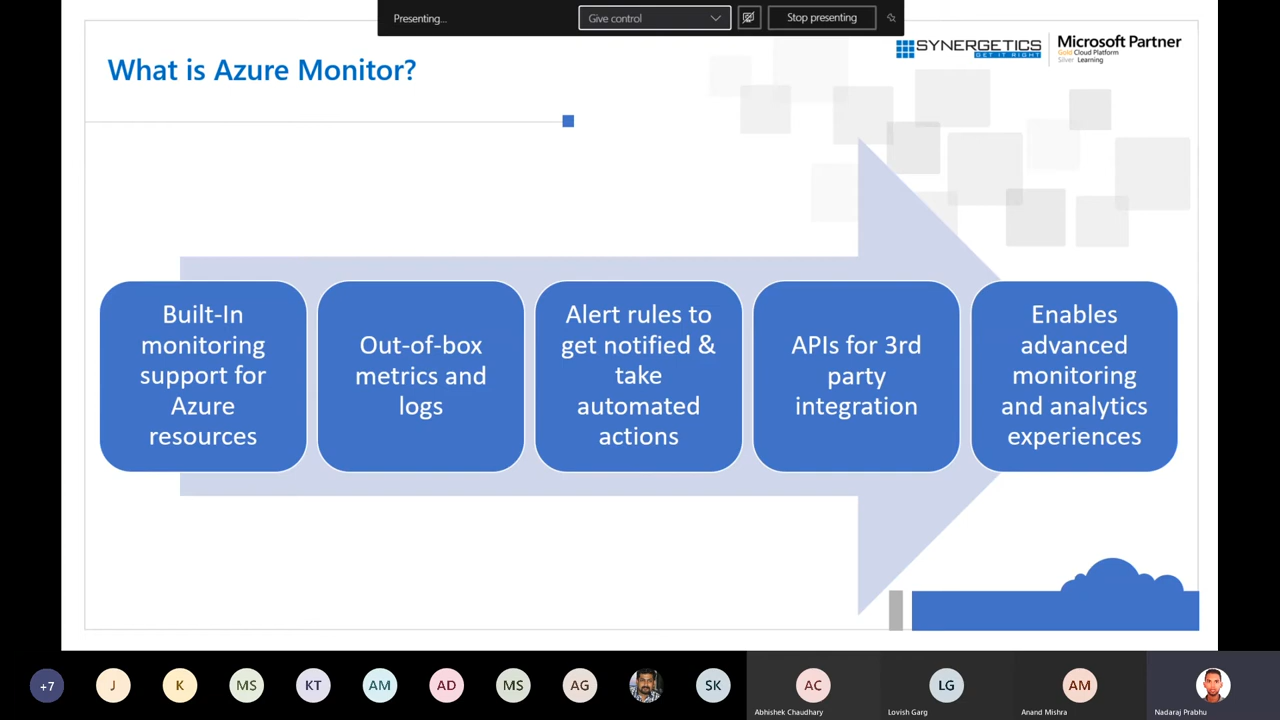 Presenting...
Give control
Stop presenting
What is Azure Monitor?
SYNERGETICS
GET IT RIGHT
Microsoft Partner
Gold Cloud Platform
Silver Learning
Built-In
monitoring
support for
Azure
resources
Out-of-box
metrics and
logs
Alert rules to
get notified &
take
automated
actions
APIs for 3rd
party
integration
Enables
advanced
monitoring
and analytics
experiences
+7
J
K
MS
KT
AM
AD
MS
AG
SK
AC
Abhishek Chaudhary
LG
Lovish Garg
AM
Anand Mishra
Nadaraj Prabhu